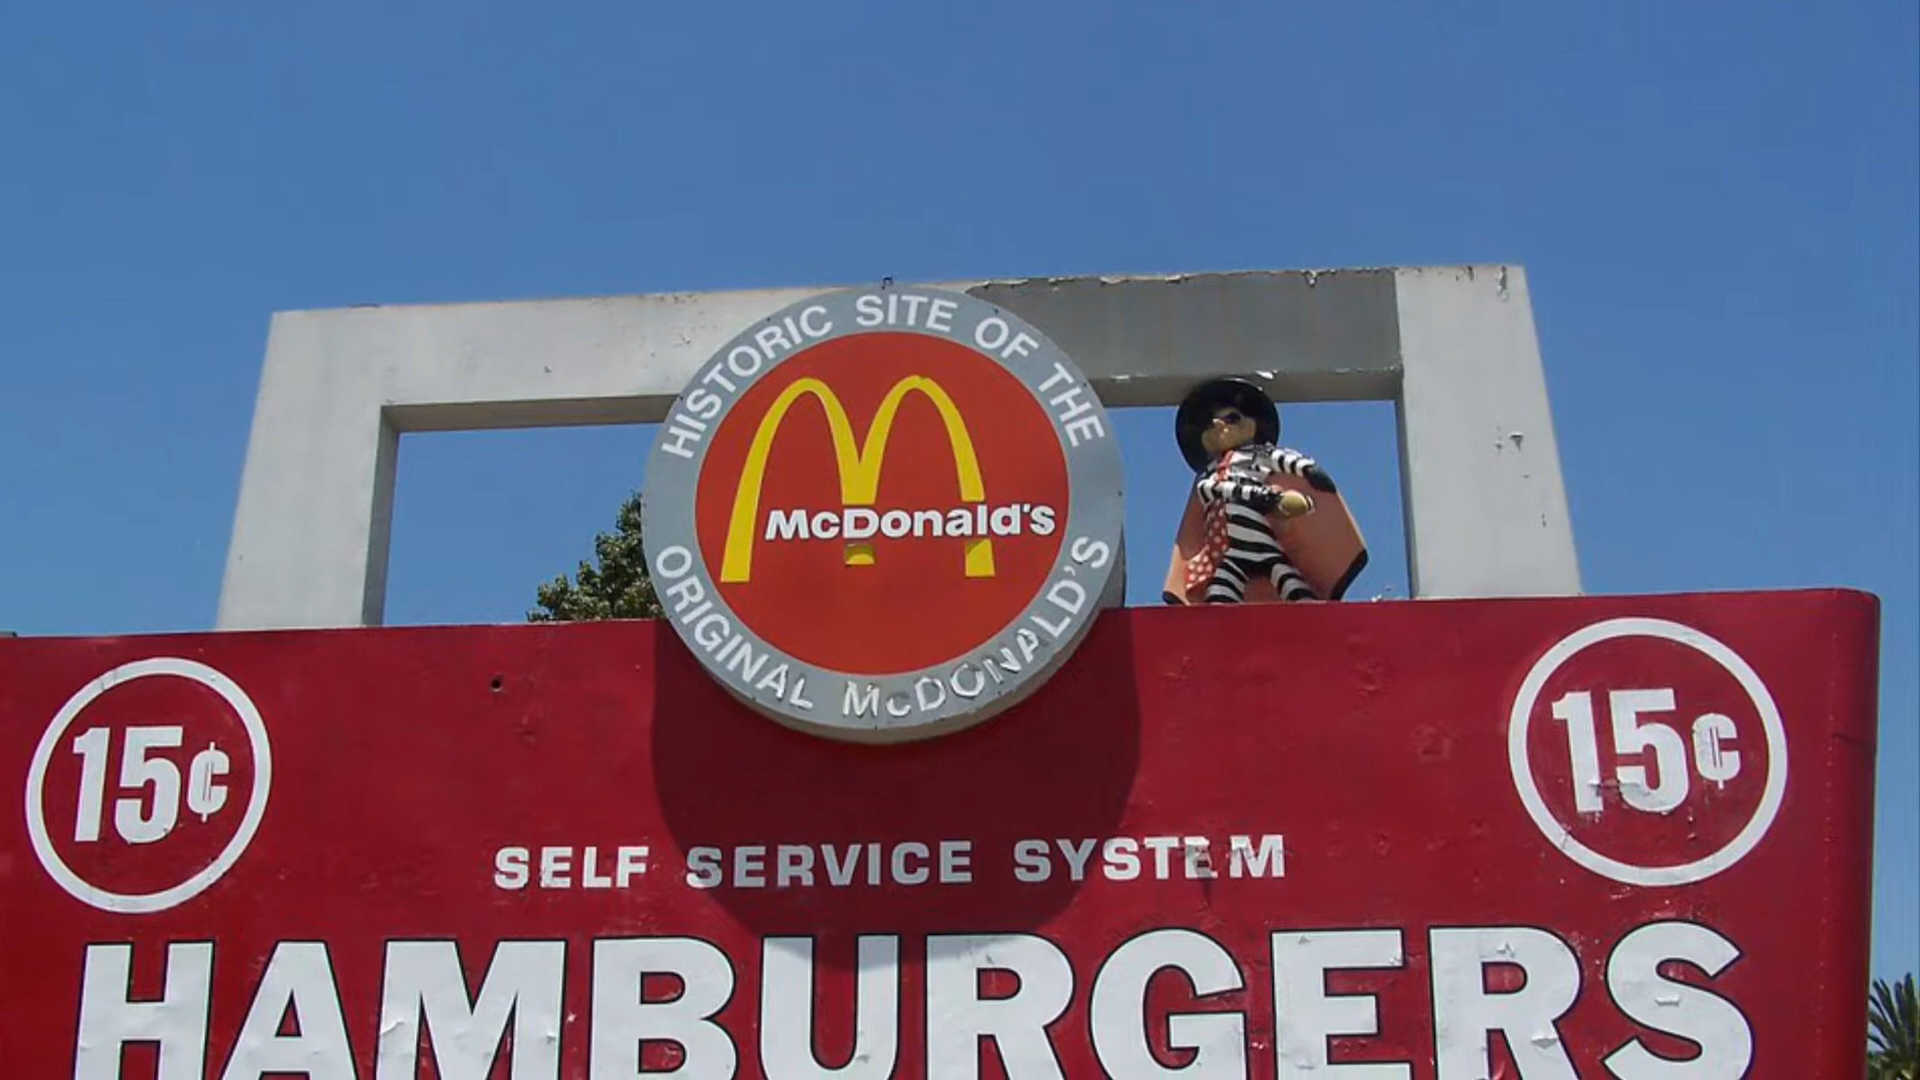 HISTORIC SITE OF THE
McDonald's
ORIGINAL McDONALD'S
15¢
15¢
SELF SERVICE SYSTEM
HAMBURGERS